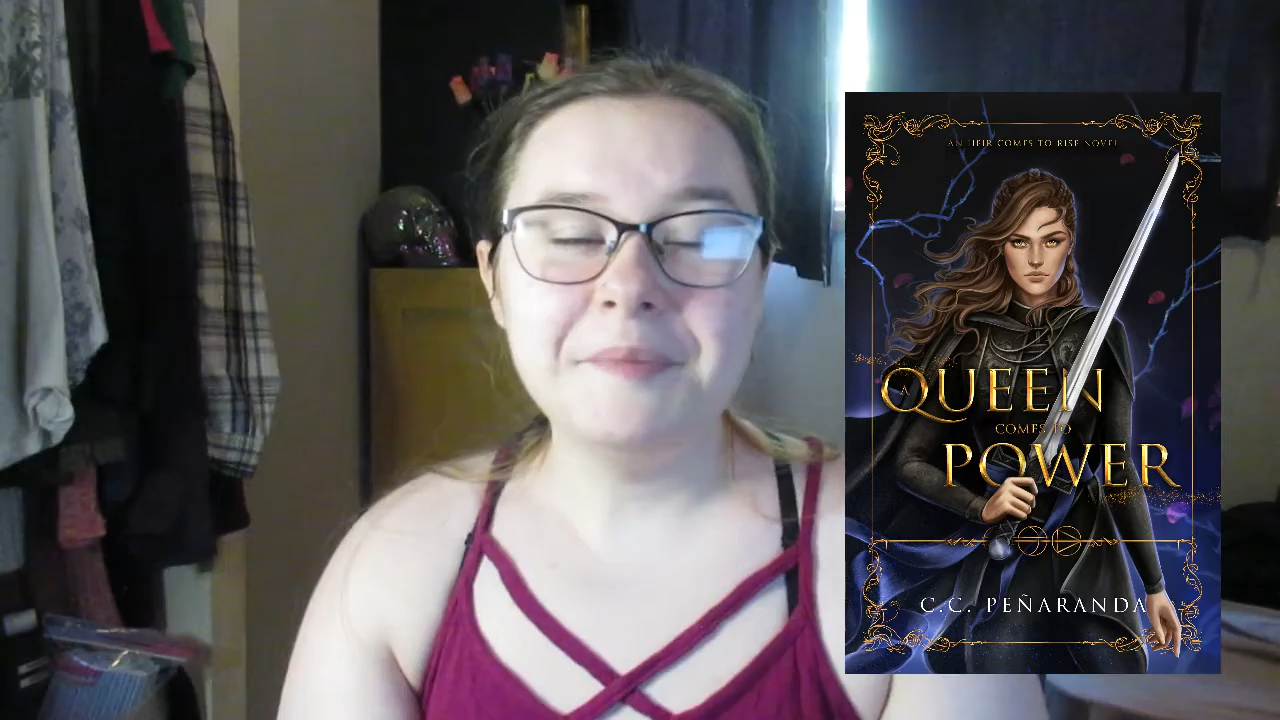 AN HEIR COMES TO RISE NOVEL
A
QUEEN
COMES TO
POWER
C.C. PEÑARANDA